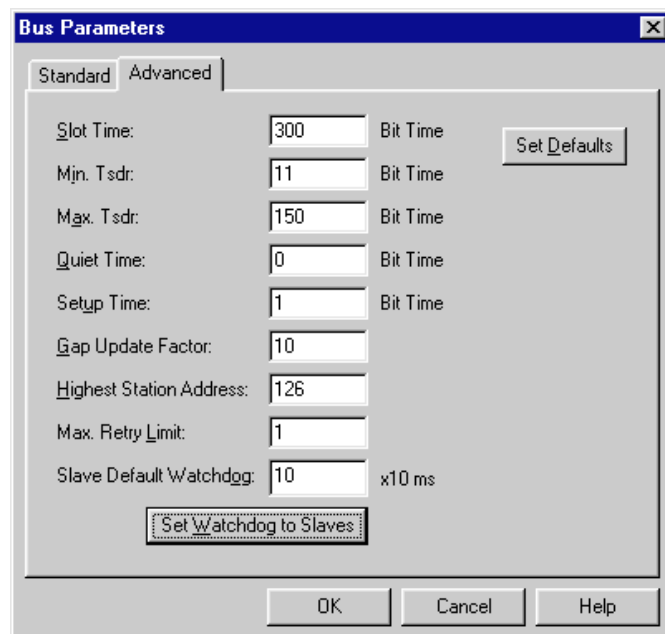 Bus Parameters
Standard Advanced
Slot Time: 300 Bit Time Set Defaults
Min. Tsdr: 11 Bit Time
Max. Tsdr: 150 Bit Time
Quiet Time: 0 Bit Time
Setup Time: 1 Bit Time
Gap Update Factor: 10
Highest Station Address: 126
Max. Retry Limit: 1
Slave Default Watchdog: 10 x10 ms
Set Watchdog to Slaves
OK Cancel Help